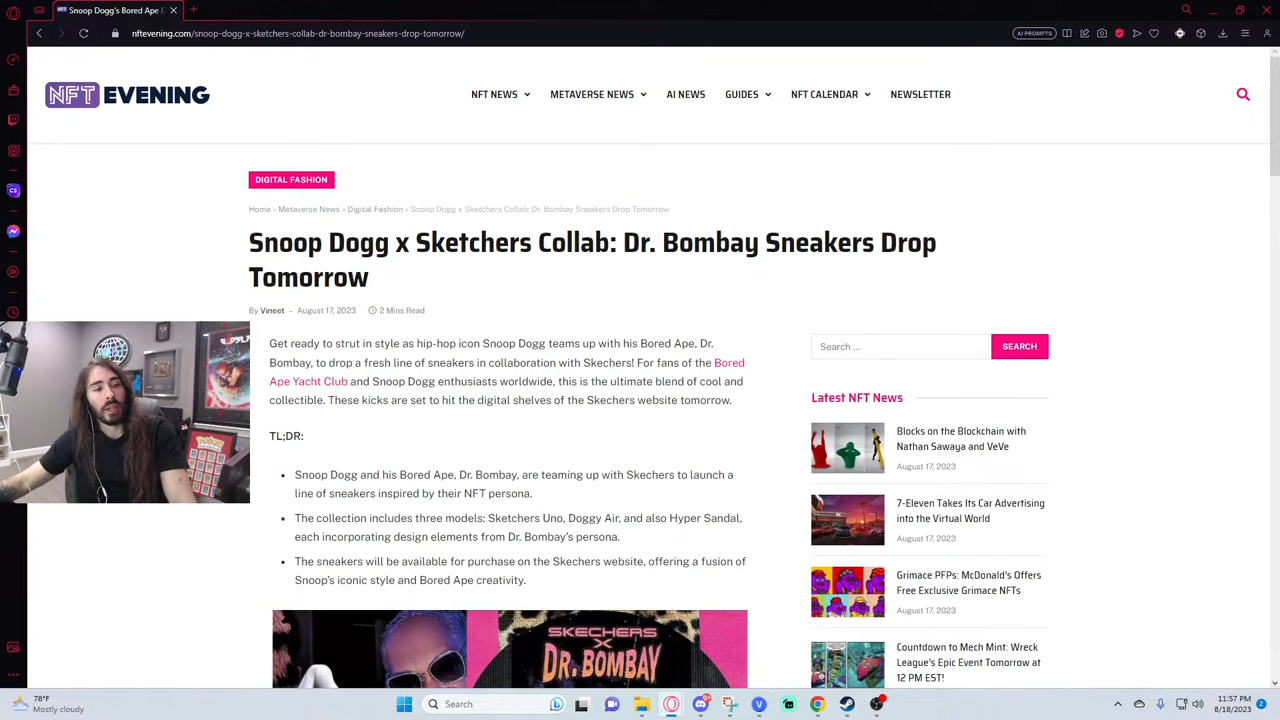 NFT Snoop Dogg's Bored Ape D
nftevening.com/snoop-dogg-x-skechers-collab-dr-bombay-sneakers-drop-tomorrow/
AI PROMPTS
NFT EVENING
NFT NEWS
METAVERSE NEWS
AI NEWS
GUIDES
NFT CALENDAR
NEWSLETTER
DIGITAL FASHION
Home » Metaverse News » Digital Fashion » Snoop Dogg x Sketchers Collab: Dr. Bombay Sneakers Drop Tomorrow
Snoop Dogg x Sketchers Collab: Dr. Bombay Sneakers Drop
Tomorrow
By Vineet - August 17, 2023 2 Mins Read
Get ready to strut in style as hip-hop icon Snoop Dogg teams up with his Bored Ape, Dr.
Bombay, to drop a fresh line of sneakers in collaboration with Skechers! For fans of the Bored
Ape Yacht Club and Snoop Dogg enthusiasts worldwide, this is the ultimate blend of cool and
collectible. These kicks are set to hit the digital shelves of the Skechers website tomorrow.
TL;DR:
• Snoop Dogg and his Bored Ape, Dr. Bombay, are teaming up with Skechers to launch a
line of sneakers inspired by their NFT persona.
• The collection includes three models: Sketchers Uno, Doggy Air, and also Hyper Sandal,
each incorporating design elements from Dr. Bombay's persona.
• The sneakers will be available for purchase on the Skechers website, offering a fusion of
Snoop's iconic style and Bored Ape creativity.
SKECHERS
X
DR. BOMBAY
Search ...
SEARCH
Latest NFT News
Blocks on the Blockchain with
Nathan Sawaya and VeVe
August 17, 2023
7-Eleven Takes Its Car Advertising
into the Virtual World
August 17, 2023
Grimace PFPs: McDonald's Offers
Free Exclusive Grimace NFTs
August 17, 2023
Countdown to Mech Mint: Wreck
League's Epic Event Tomorrow at
12 PM EST!
78°F
Mostly cloudy
Search
11:57 PM
8/18/2023